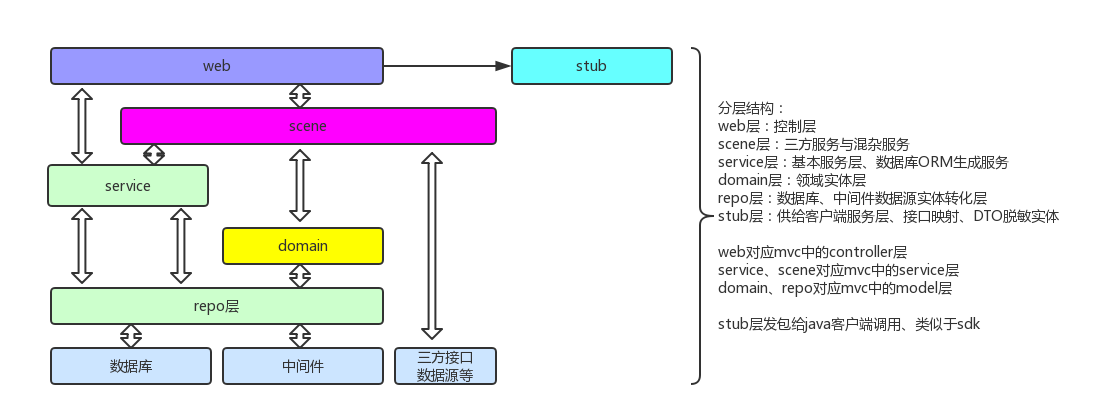 web
stub
scene
service
domain
repo层
数据库
中间件
三方接口
数据源等
分层结构：
web层：控制层
scene层：三方服务与混杂服务
service层：基本服务层、数据库ORM生成服务
domain层：领域实体层
repo层：数据库、中间件数据源实体转化层
stub层：供给客户端服务层、接口映射、DTO脱敏实体
web对应mvc中的controller层
service、scene对应mvc中的service层
domain、repo对应mvc中的model层
stub层发包给java客户端调用、类似于sdk